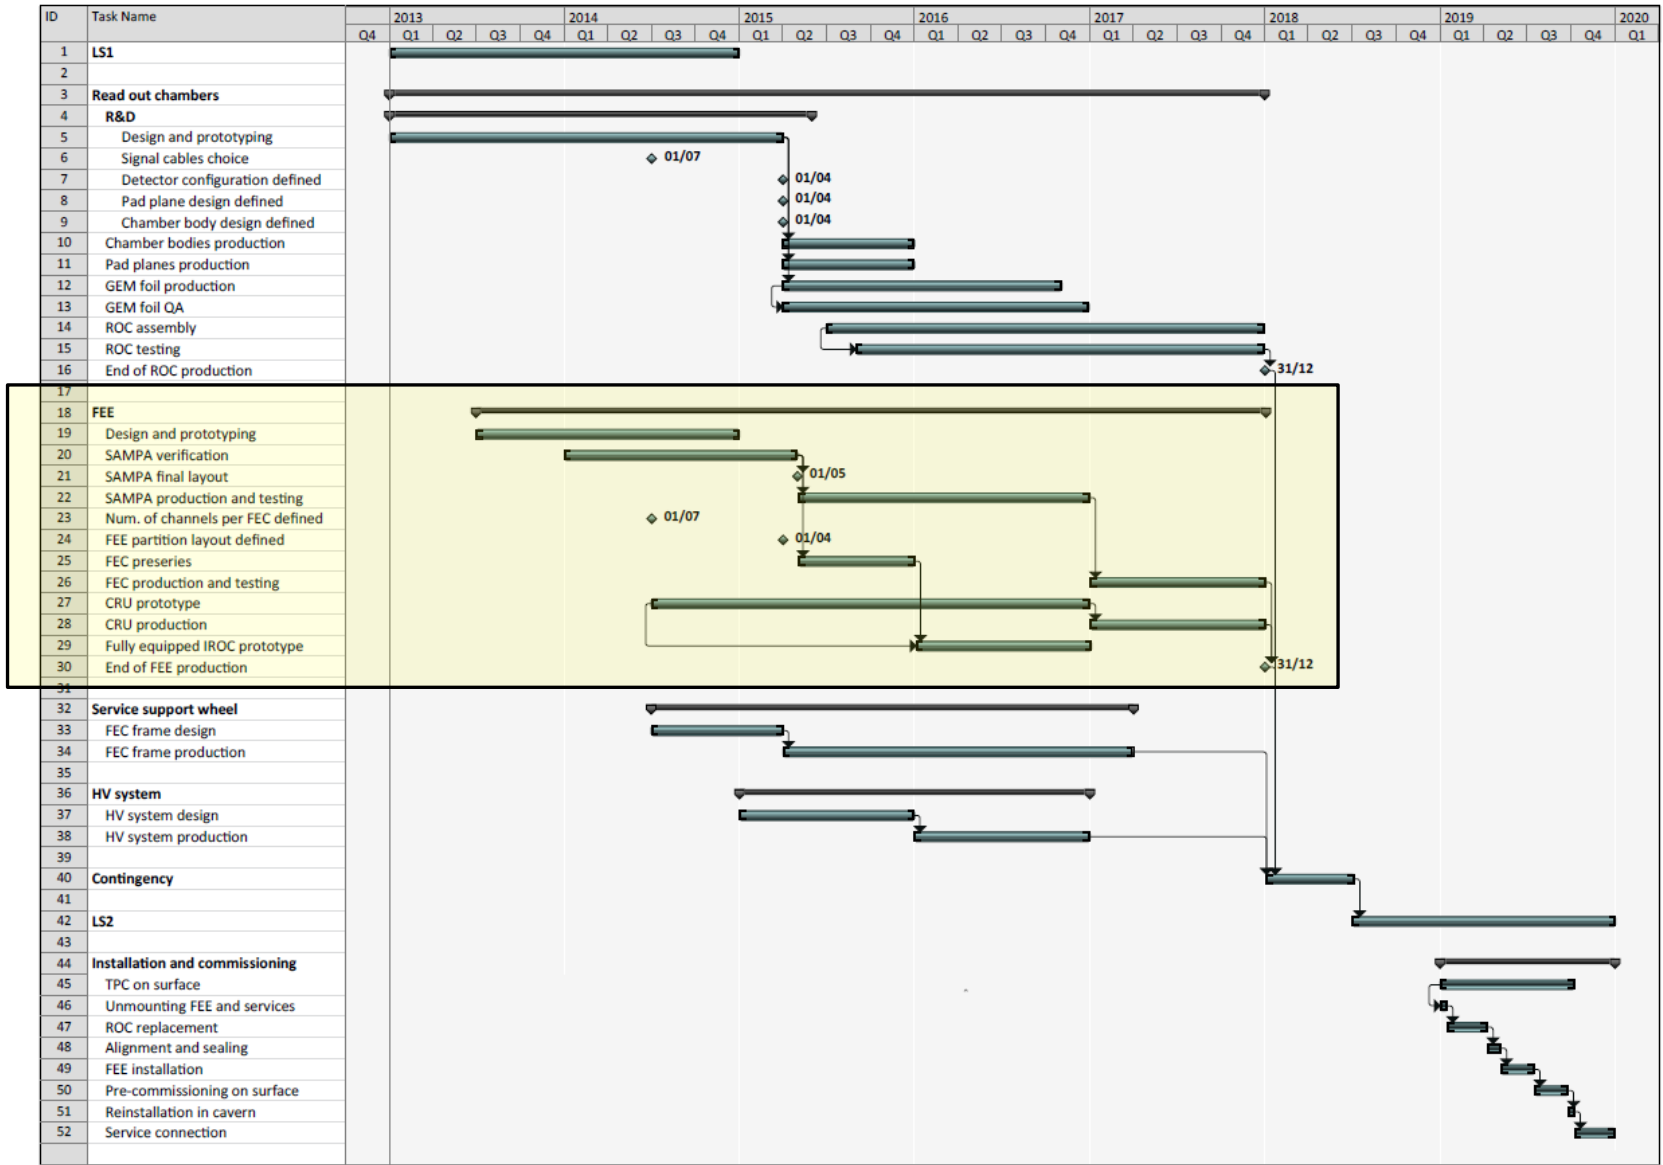 ID Task Name 2013 2014 2015 2016 2017 2018 2019 2020
Q4 Q1 Q2 Q3 Q4 Q1 Q2 Q3 Q4 Q1 Q2 Q3 Q4 Q1 Q2 Q3 Q4 Q1 Q2 Q3 Q4 Q1 Q2 Q3 Q4 Q1 Q2 Q3 Q4 Q1
1 LS1
2
3 Read out chambers
4 R&D
5 Design and prototyping
6 Signal cables choice 01/07
7 Detector configuration defined 01/04
8 Pad plane design defined 01/04
9 Chamber body design defined 01/04
10 Chamber bodies production
11 Pad planes production
12 GEM foil production
13 GEM foil QA
14 ROC assembly
15 ROC testing
16 End of ROC production 31/12
17
18 FEE
19 Design and prototyping
20 SAMPA verification
21 SAMPA final layout 01/05
22 SAMPA production and testing
23 Num. of channels per FEC defined 01/07
24 FEE partition layout defined 01/04
25 FEC preseries
26 FEC production and testing
27 CRU prototype
28 CRU production
29 Fully equipped IROC prototype
30 End of FEE production 31/12
31
32 Service support wheel
33 FEC frame design
34 FEC frame production
35
36 HV system
37 HV system design
38 HV system production
39
40 Contingency
41
42 LS2
43
44 Installation and commissioning
45 TPC on surface
46 Unmounting FEE and services
47 ROC replacement
48 Alignment and sealing
49 FEE installation
50 Pre-commissioning on surface
51 Reinstallation in cavern
52 Service connection